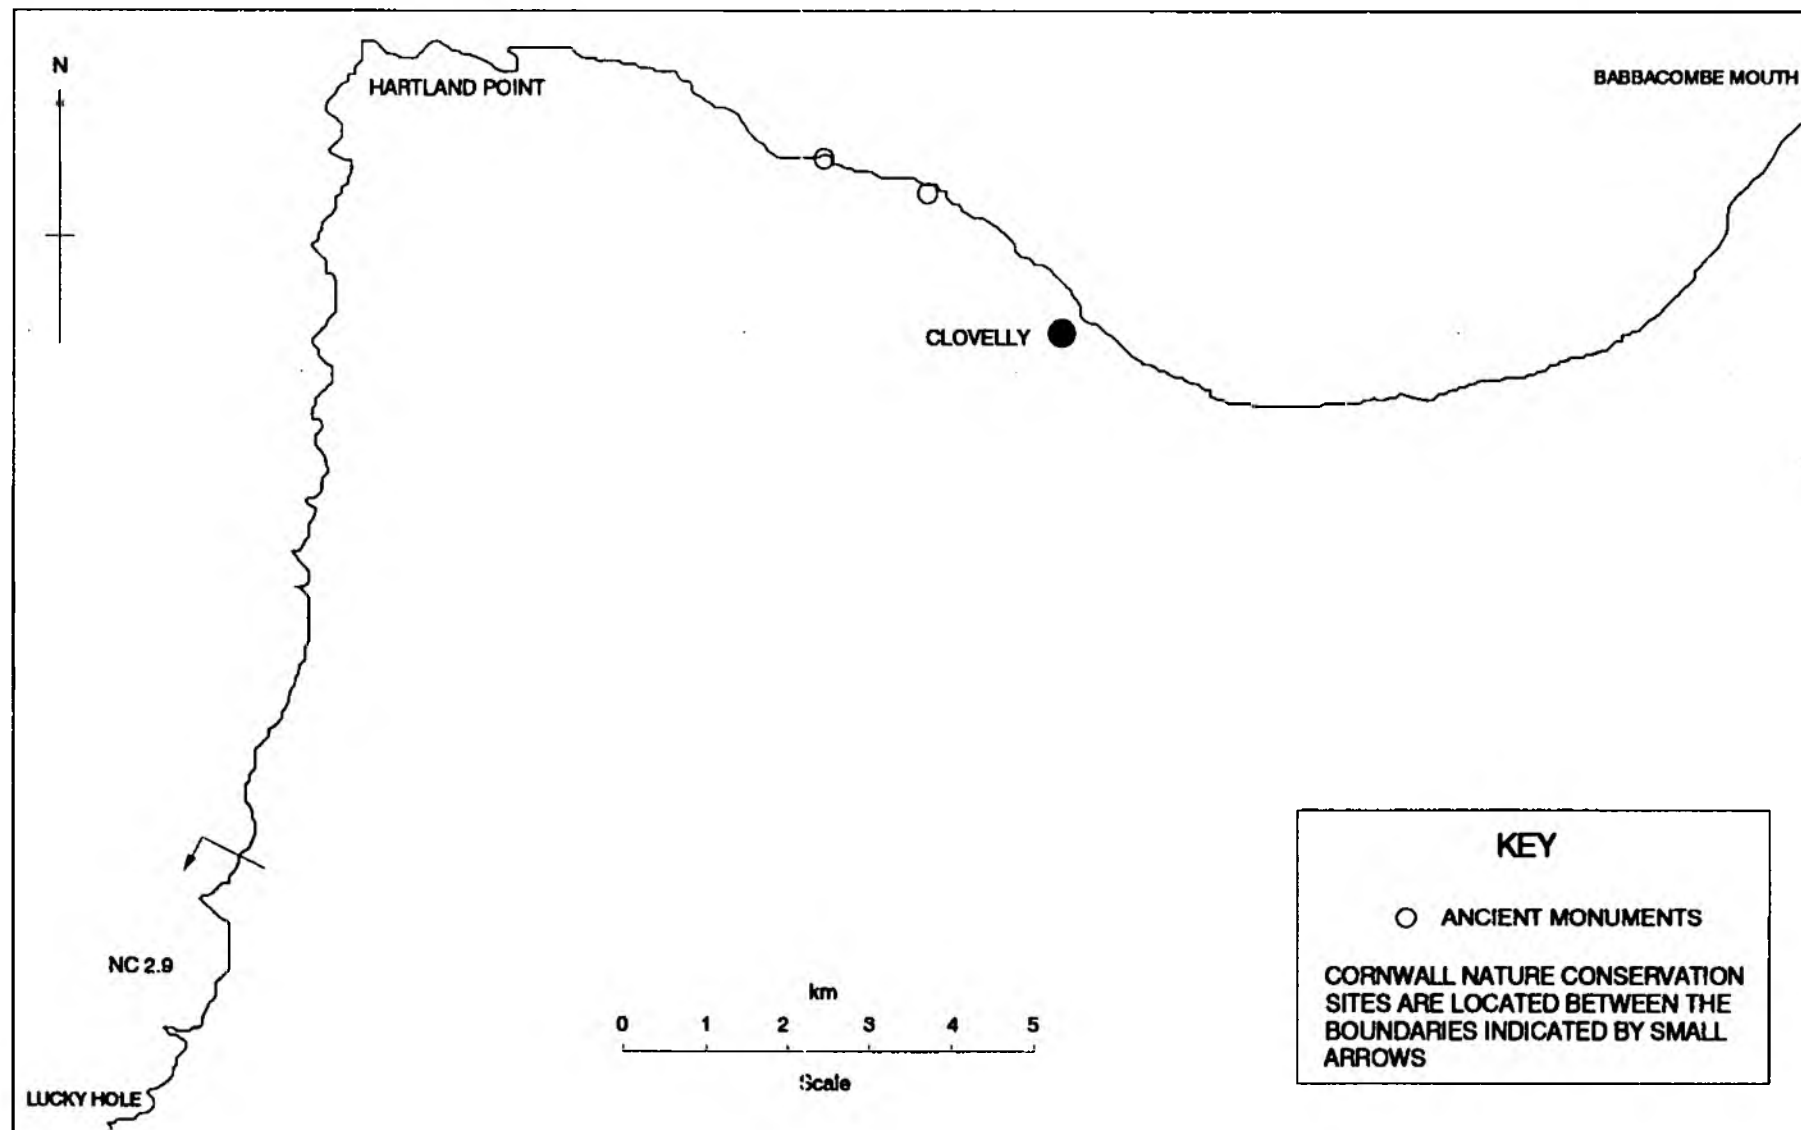 N
HARTLAND POINT
BABBACOMBE MOUTH
CLOVELLY
NC 2.9
LUCKY HOLE
km
0 1 2 3 4 5
Scale
KEY
ANCIENT MONUMENTS
CORNWALL NATURE CONSERVATION
SITES ARE LOCATED BETWEEN THE
BOUNDARIES INDICATED BY SMALL
ARROWS